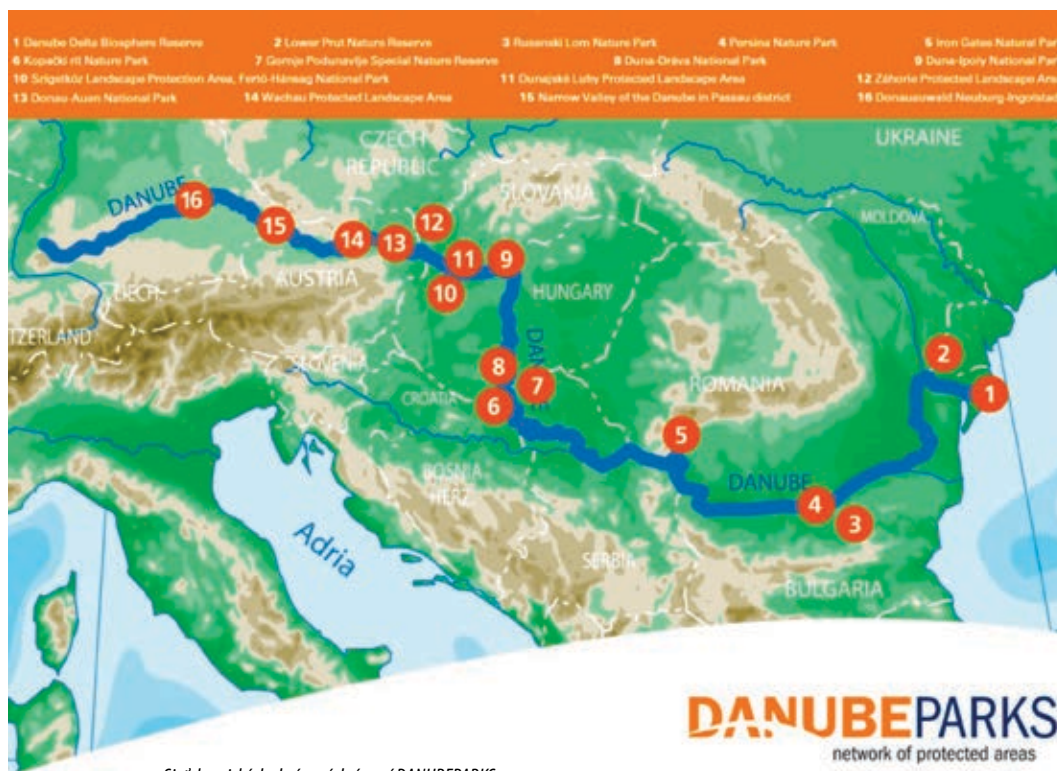 1 Danube Delta Biosphere Reserve 2 Lower Prut Nature Reserve 3 Rusenski Lom Nature Park 4 Persina Nature Park 5 Iron Gates Natural Par
6 Kopački rit Nature Park 7 Gornje Podunavlje Special Nature Reserve 8 Duna-Dráva National Park 9 Duna-Ipoly National Par
10 Szigetköz Landscape Protection Area, Fertő-Hánság National Park 11 Dunajské Luhy Protected Landscape Area 12 Záhorie Protected Landscape Are
13 Donau-Auen National Park 14 Wachau Protected Landscape Area 15 Narrow Valley of the Danube in Passau district 16 Donauauwald Neuburg-Ingolstad
CZECH
REPUBLIC
UKRAINE
SLOVAKIA
DANUBE
16
15
14
13
12
11
9
10
MOLDOVA
AUSTRIA
LIECH
HUNGARY
TZERLAND
SLOVENIA
8
7
6
CROATIA
ROMANIA
2
1
5
BOSNIA
HERZ
DANUBE
4
3
Adria
SERBIA
BULGARIA
DANUBEPARKS
network of protected areas